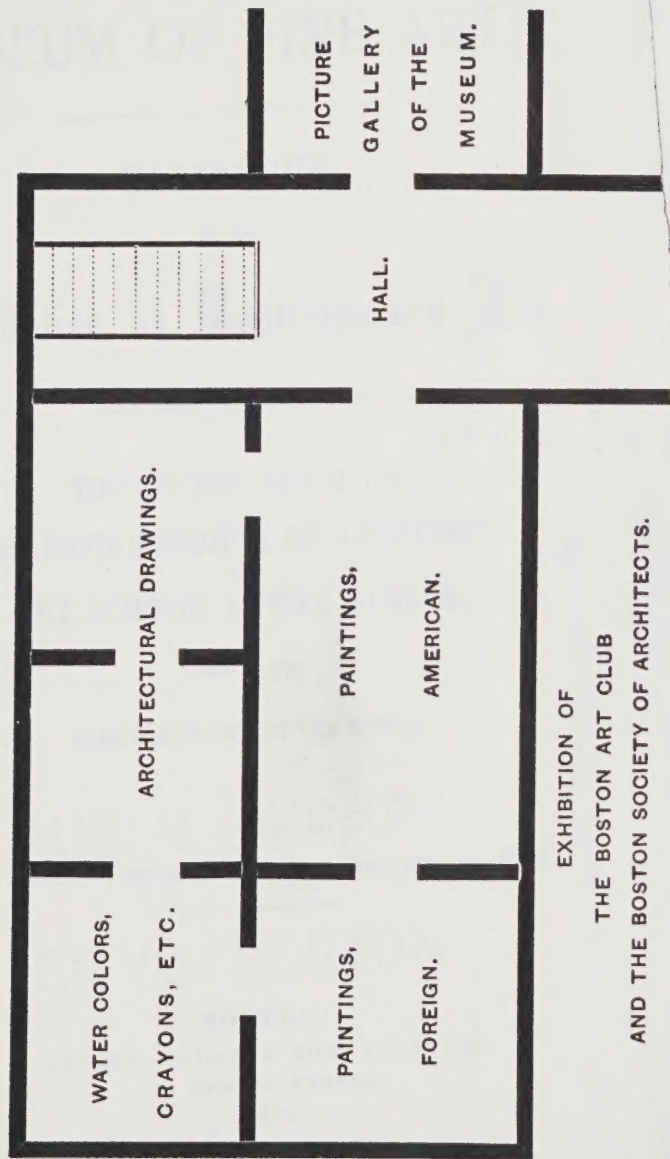 PICTURE
GALLERY
OF THE
MUSEUM.
HALL.
ARCHITECTURAL DRAWINGS.
PAINTINGS,
AMERICAN.
WATER COLORS,
CRAYONS, ETC.
PAINTINGS,
FOREIGN.
EXHIBITION OF
THE BOSTON ART CLUB
AND THE BOSTON SOCIETY OF ARCHITECTS.